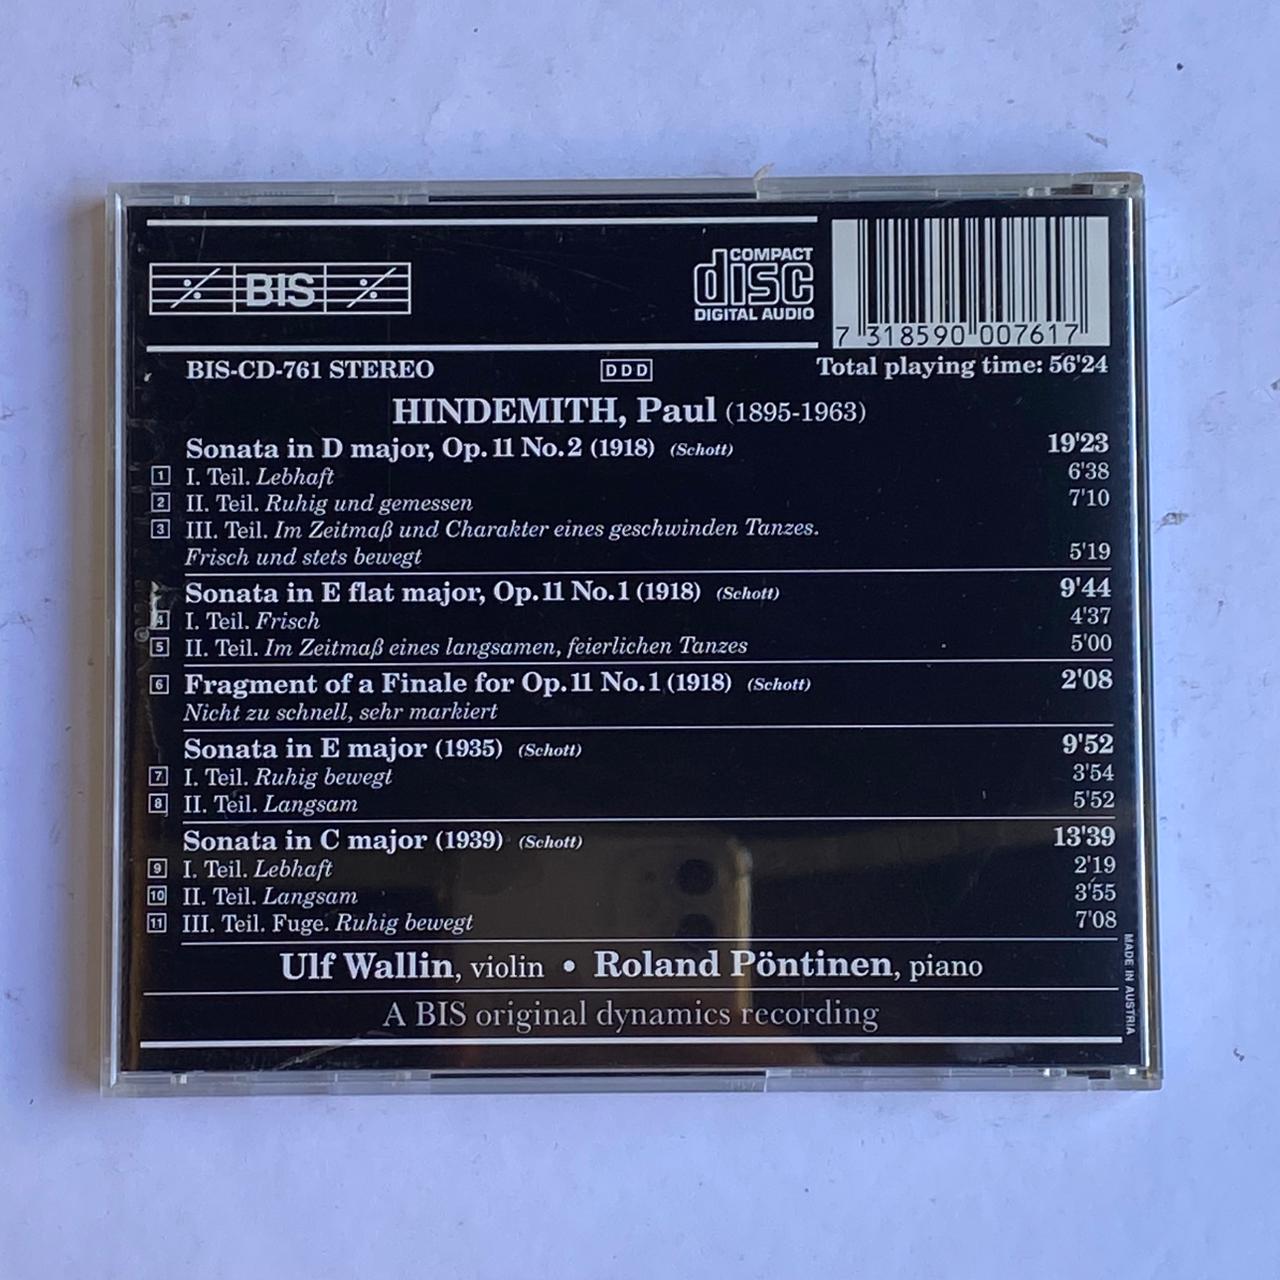 BIS
COMPACT
disc
DIGITAL AUDIO
7 318590 007617
BIS-CD-761 STEREO DDD Total playing time: 56'24
HINDEMITH, Paul (1895-1963)
Sonata in D major, Op.11 No.2 (1918) (Schott) 19'23
1 I. Teil. Lebhaft 6'38
2 II. Teil. Ruhig und gemessen 7'10
3 III. Teil. Im Zeitmaß und Charakter eines geschwinden Tanzes.
Frisch und stets bewegt 5'19
Sonata in E flat major, Op.11 No.1 (1918) (Schott) 9'44
4 I. Teil. Frisch 4'37
5 II. Teil. Im Zeitmaß eines langsamen, feierlichen Tanzes 5'00
6 Fragment of a Finale for Op.11 No.1 (1918) (Schott) 2'08
Nicht zu schnell, sehr markiert
Sonata in E major (1935) (Schott) 9'52
7 I. Teil. Ruhig bewegt 3'54
8 II. Teil. Langsam 5'52
Sonata in C major (1939) (Schott) 13'39
9 I. Teil. Lebhaft 2'19
10 II. Teil. Langsam 3'55
11 III. Teil. Fuge. Ruhig bewegt 7'08
Ulf Wallin, violin • Roland Pöntinen, piano
A BIS original dynamics recording
MADE IN AUSTRIA